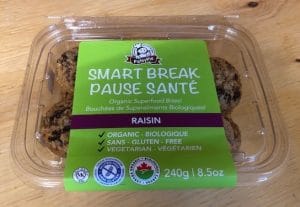 SMART BREAK
PAUSE SANTÉ
Organic Superfood Bites!
Bouchées de Superaliments Biologiques!
RAISIN
✓ ORGANIC - BIOLOGIQUE
✓ SANS - GLUTEN - FREE
✓ VEGETARIAN - VÉGÉTARIEN
240g | 8.5oz